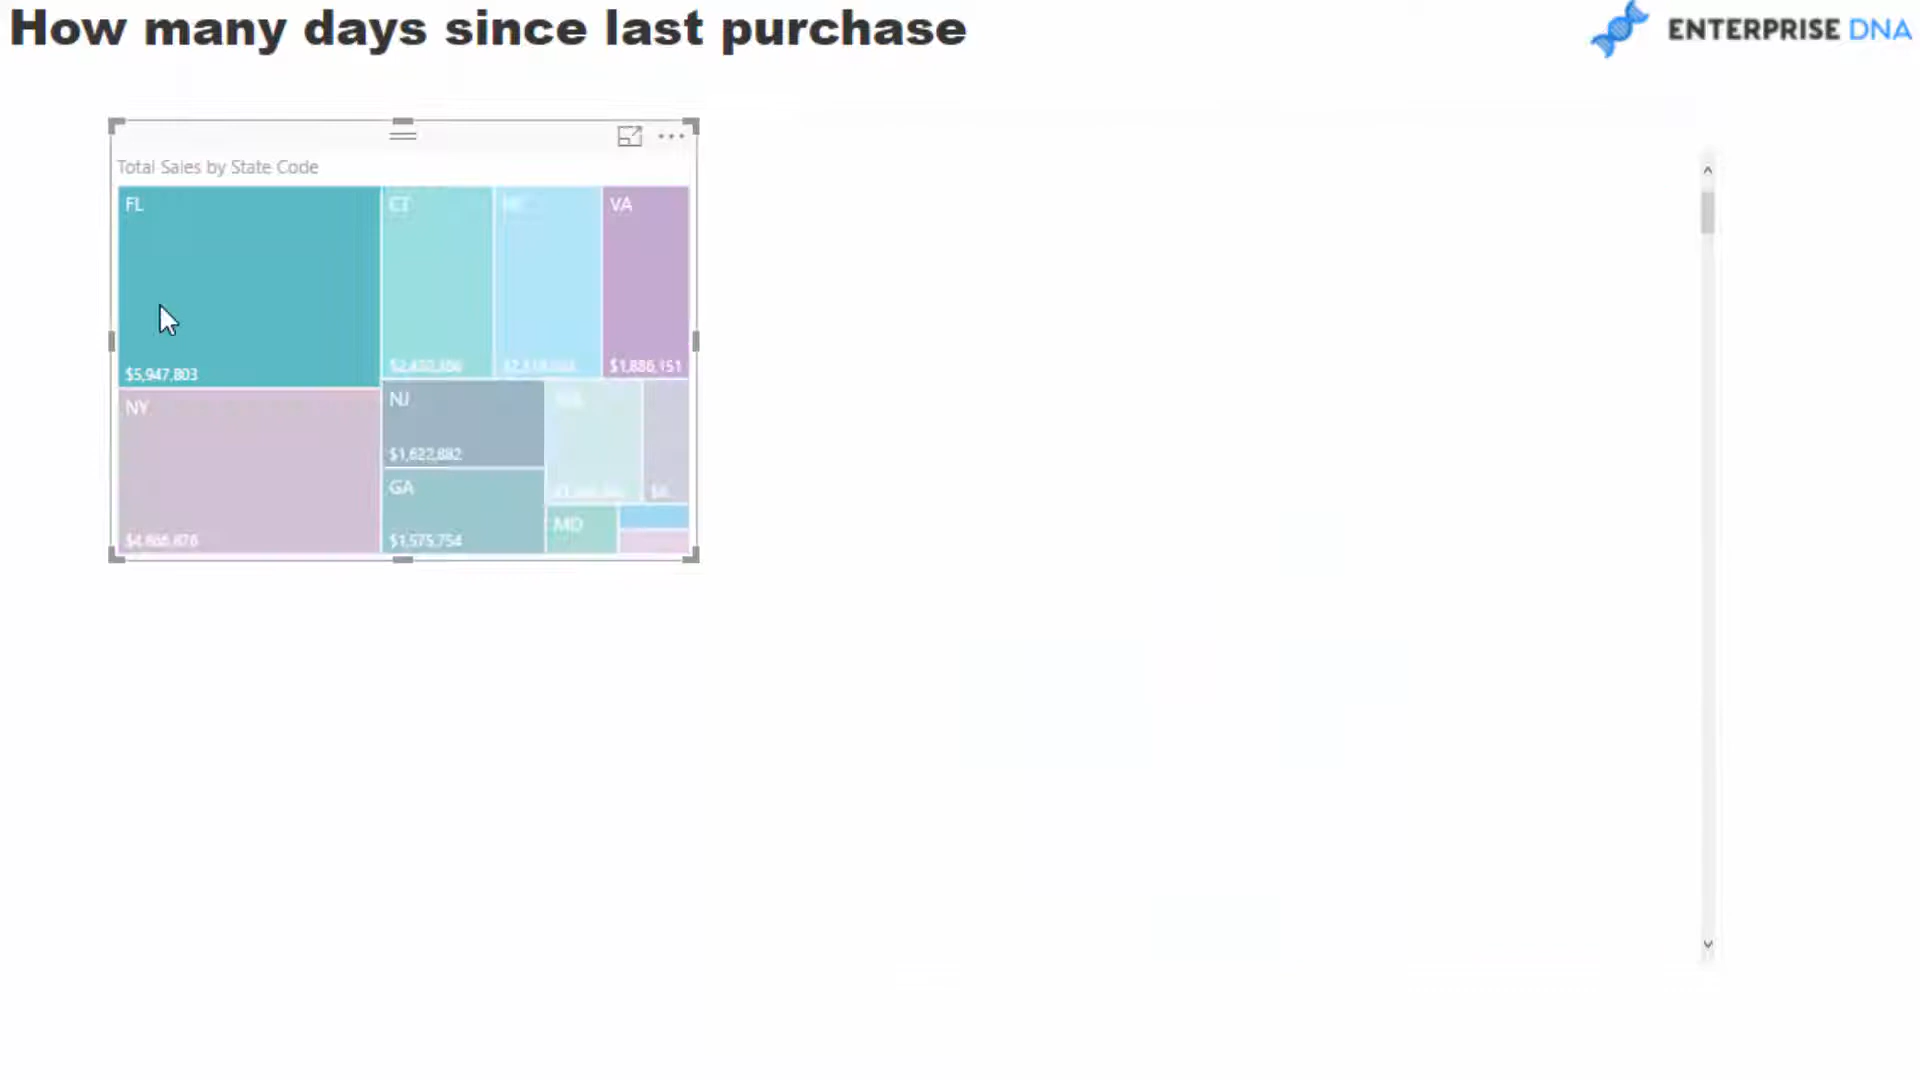 How many days since last purchase
ENTERPRISE DNA
Total Sales by State Code
FL
CT
VA
$5,947,803
$1,886,151
NY
NJ
$1,622,882
GA
MD
$1,575,754